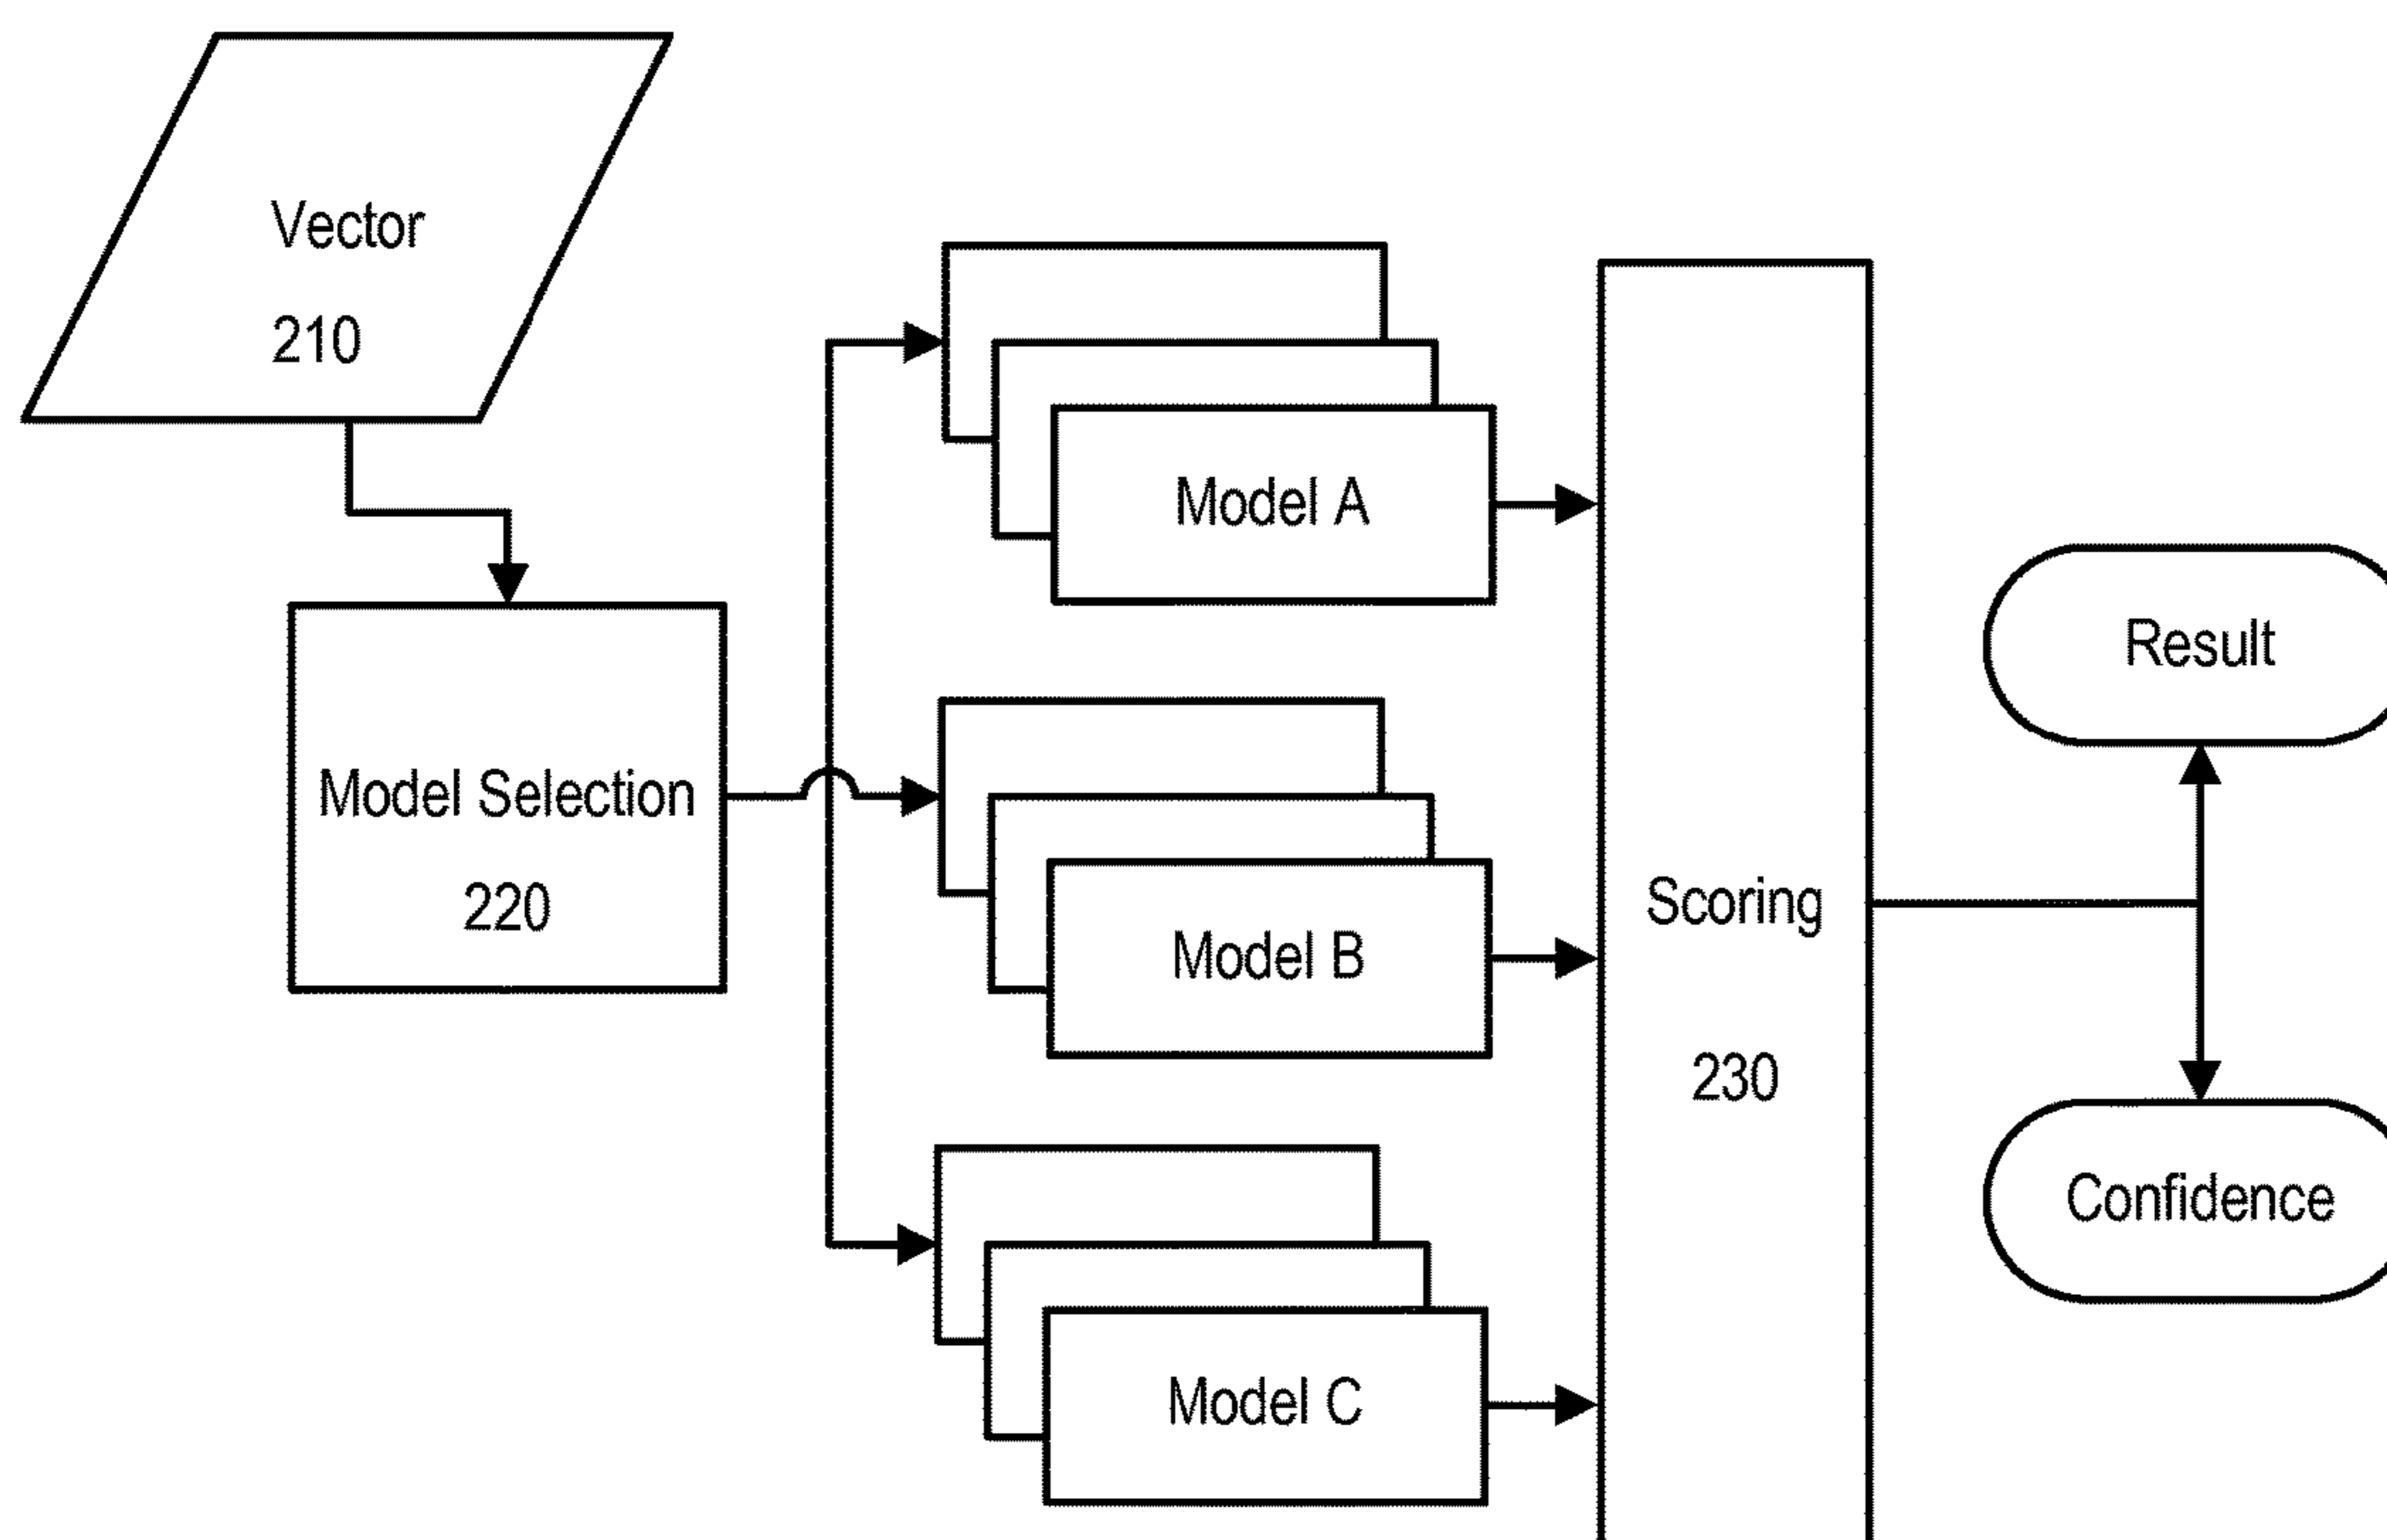 Vector
210
Model Selection
220
Model A
Model B
Model C
Scoring
230
Result
Confidence